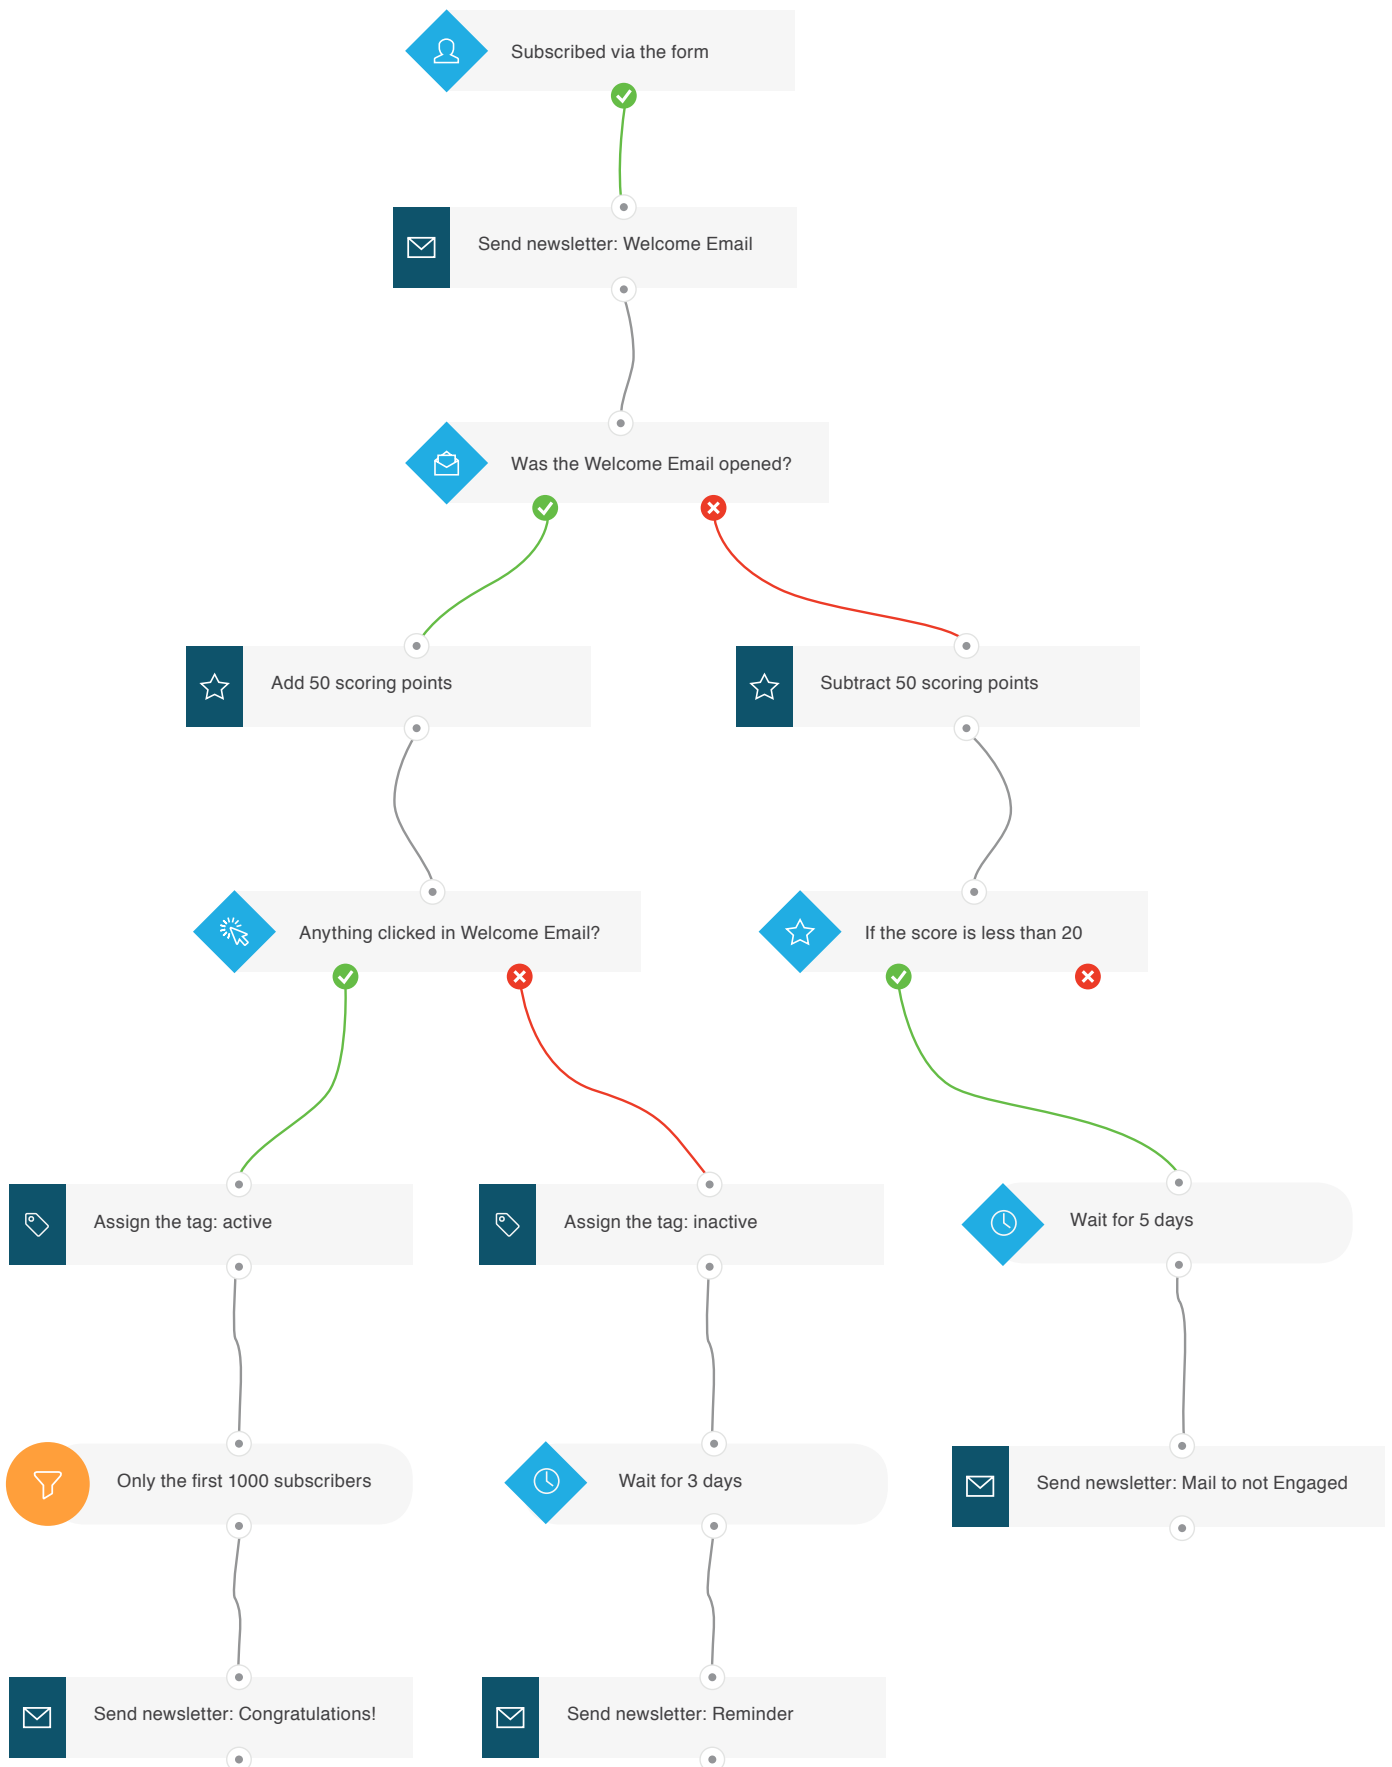 Subscribed via the form
Send newsletter: Welcome Email
Was the Welcome Email opened?
Add 50 scoring points
Subtract 50 scoring points
Anything clicked in Welcome Email?
If the score is less than 20
Assign the tag: active
Assign the tag: inactive
Wait for 5 days
Only the first 1000 subscribers
Wait for 3 days
Send newsletter: Mail to not Engaged
Send newsletter: Congratulations!
Send newsletter: Reminder